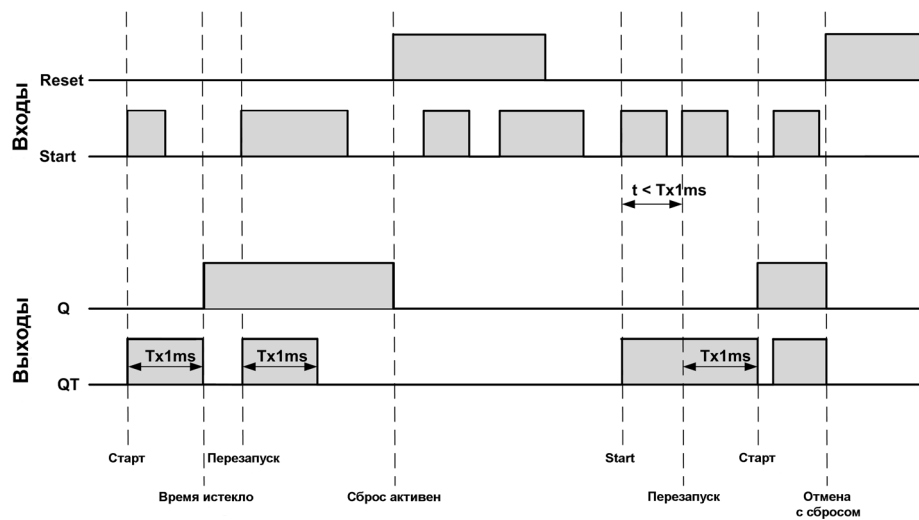 Входы
Reset
Start
t < Tx1ms
Выходы
Q
Tx1ms
Tx1ms
Tx1ms
QT
Старт
Перезапуск
Start
Старт
Время истекло
Сброс активен
Перезапуск
Отмена
с сбросом